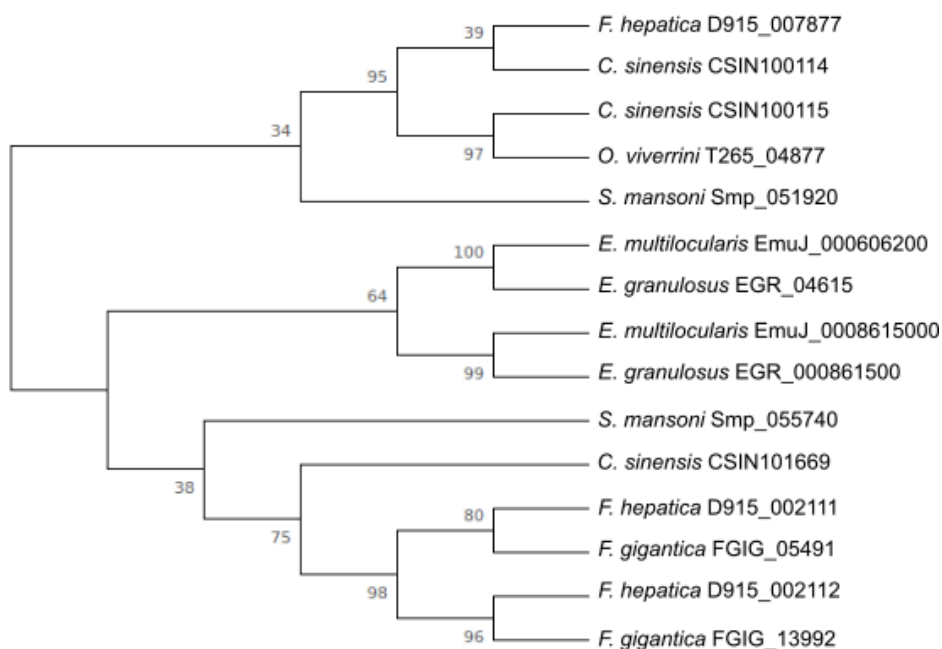 F. hepatica D915_007877
39
C. sinensis CSIN100114
95
C. sinensis CSIN100115
34
97
O. viverrini T265_04877
S. mansoni Smp_051920
E. multilocularis EmuJ_000606200
100
E. granulosus EGR_04615
64
E. multilocularis EmuJ_0008615000
99
E. granulosus EGR_000861500
S. mansoni Smp_055740
C. sinensis CSIN101669
38
F. hepatica D915_002111
80
75
F. gigantica FGIG_05491
98
F. hepatica D915_002112
96
F. gigantica FGIG_13992